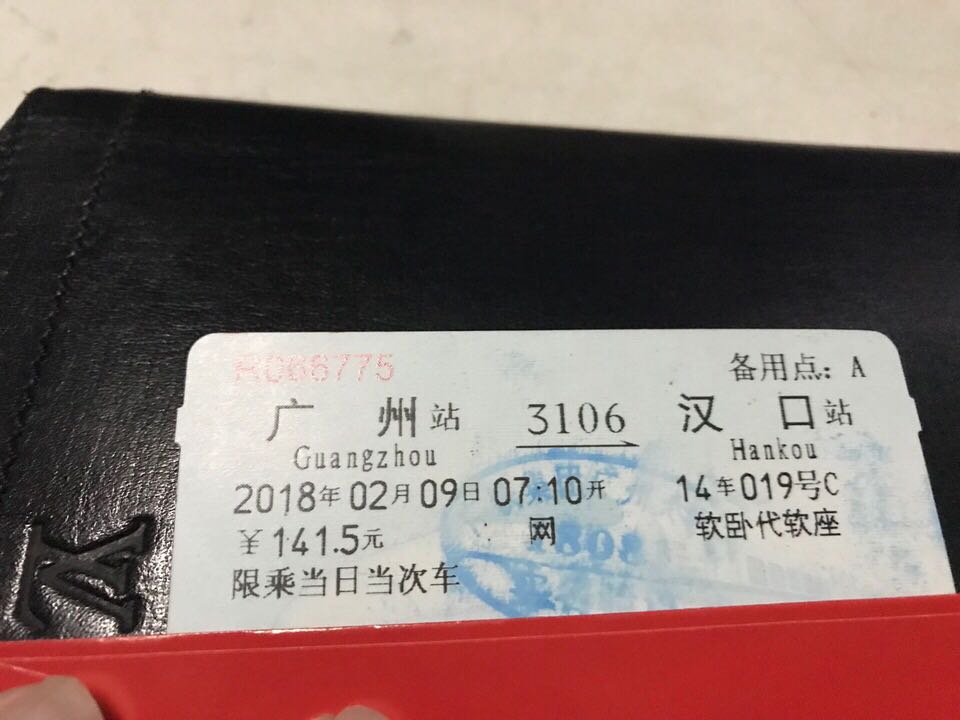 R066775 备用点: A
广州站 3106 汉口站
Guangzhou Hankou
2018年02月09日07:10开 14车019号C
¥141.5元 网 软卧代软座
限乘当日当次车